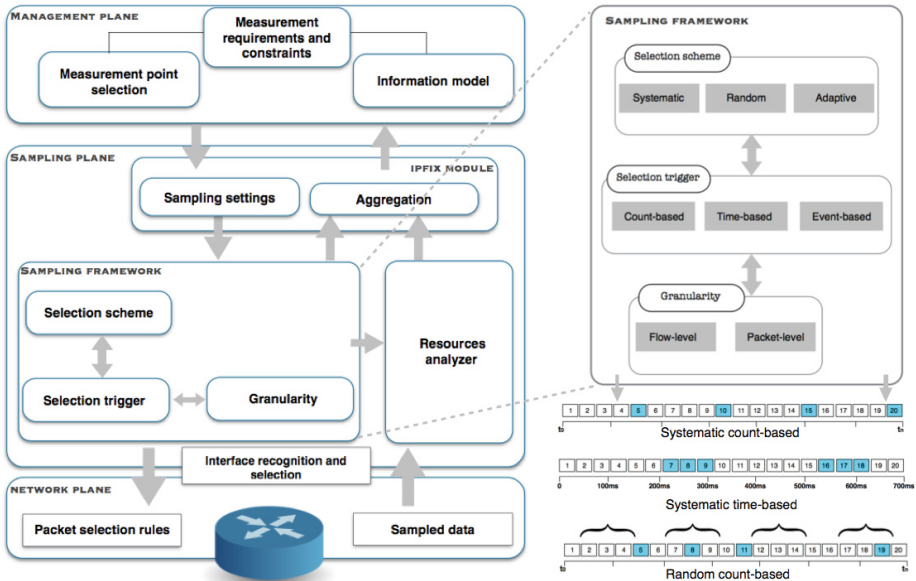 MANAGEMENT PLANE
Measurement
requirements and
constraints
Measurement point
selection
Information model
SAMPLING PLANE
IPFIX MODULE
Sampling settings
Aggregation
SAMPLING FRAMEWORK
Selection scheme
Selection trigger
Granularity
Resources
analyzer
Interface recognition and
selection
NETWORK PLANE
Packet selection rules
Sampled data
SAMPLING FRAMEWORK
Selection scheme
Systematic
Random
Adaptive
Selection trigger
Count-based
Time-based
Event-based
Granularity
Flow-level
Packet-level
1 2 3 4 5 6 7 8 9 10 11 12 13 14 15 16 17 18 19 20
t0 tn
Systematic count-based
1 2 3 4 5 6 7 8 9 10 11 12 13 14 15 16 17 18 19 20
0 100ms 200ms 300ms 400ms 500ms 600ms 700ms
Systematic time-based
1 2 3 4 5 6 7 8 9 10 11 12 13 14 15 16 17 18 19 20
t0 tn
Random count-based